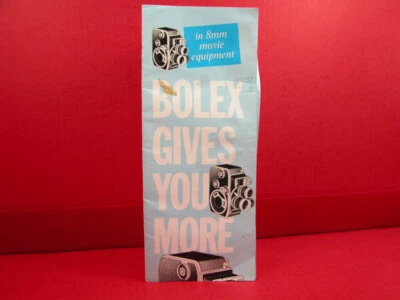 in 8mm
movie
equipment
BOLEX
GIVES
YOU
MORE